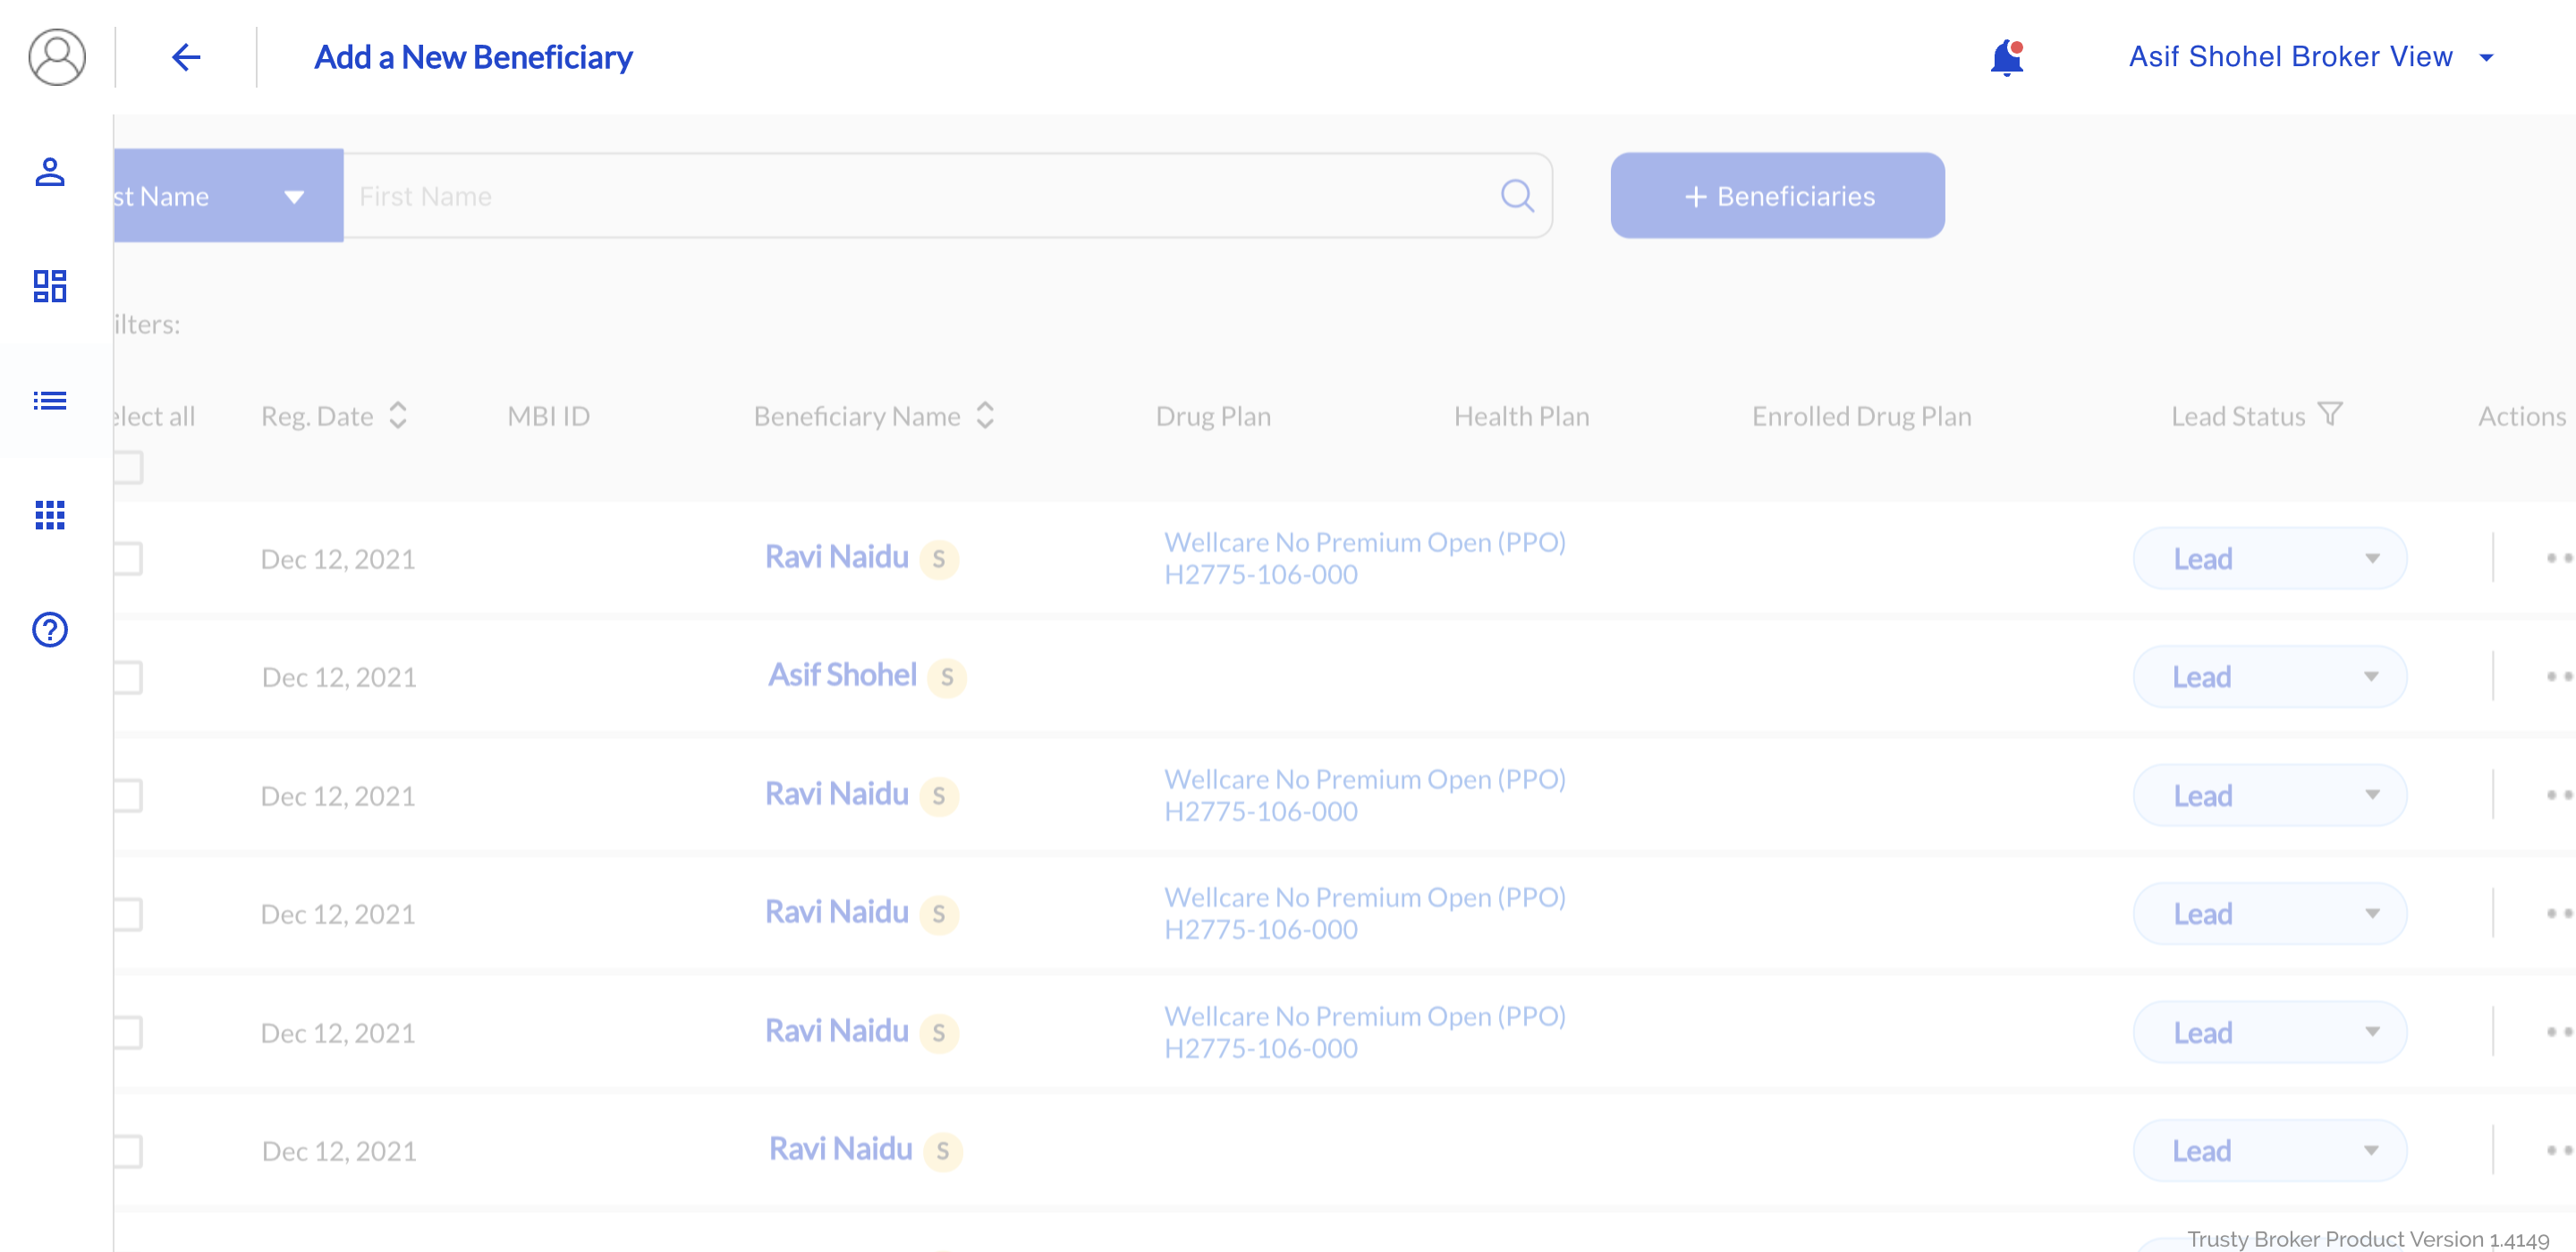 Add a New Beneficiary
Asif Shohel Broker View
st Name
First Name
+ Beneficiaries
ilters:
elect all Reg. Date MBI ID Beneficiary Name Drug Plan Health Plan Enrolled Drug Plan Lead Status Actions
Dec 12, 2021 Ravi Naidu S Wellcare No Premium Open (PPO) Lead
H2775-106-000
Dec 12, 2021 Asif Shohel S Lead
Dec 12, 2021 Ravi Naidu S Wellcare No Premium Open (PPO) Lead
H2775-106-000
Dec 12, 2021 Ravi Naidu S Wellcare No Premium Open (PPO) Lead
H2775-106-000
Dec 12, 2021 Ravi Naidu S Wellcare No Premium Open (PPO) Lead
H2775-106-000
Dec 12, 2021 Ravi Naidu S Lead
Trusty Broker Product Version 1.4149